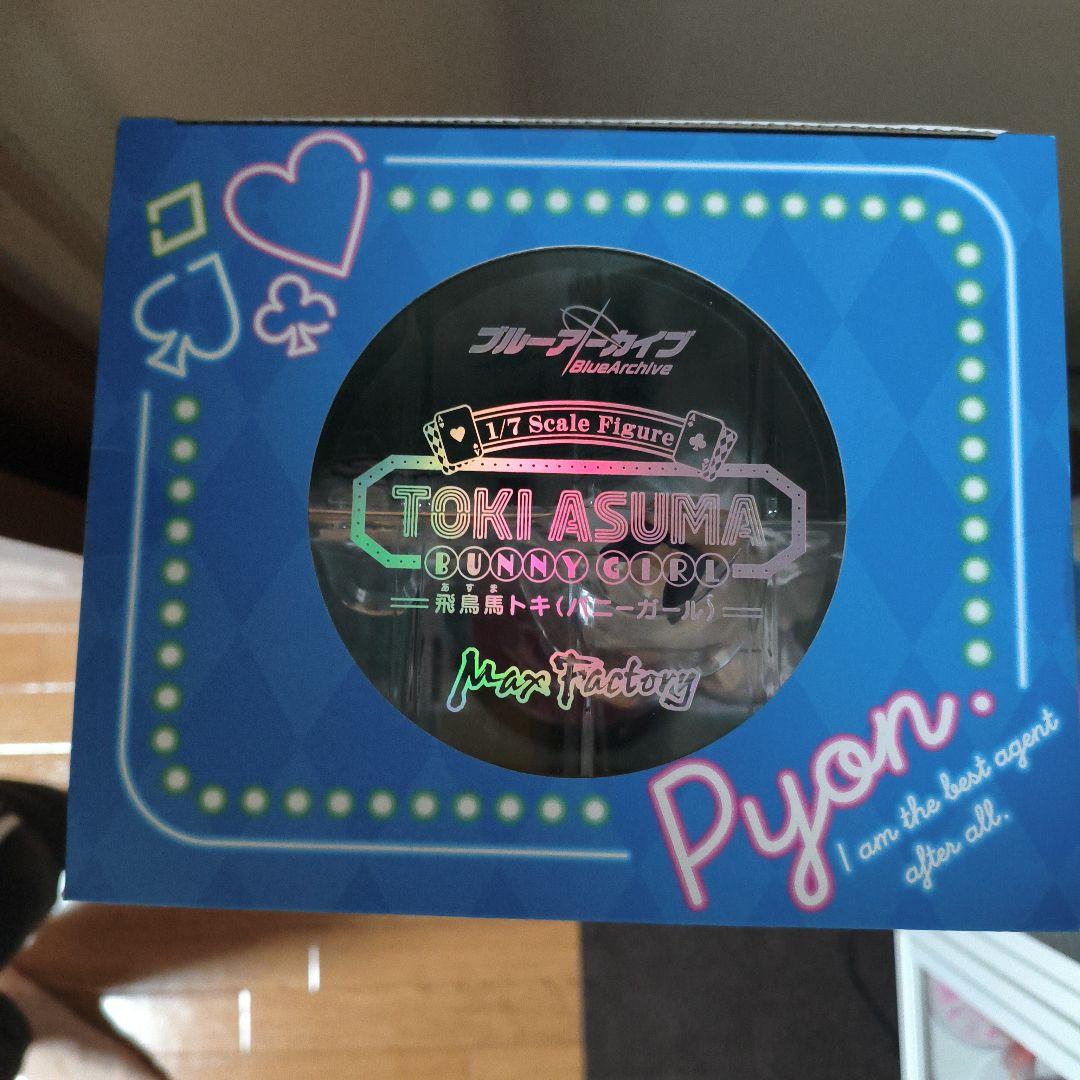 ブルーアーカイブ
BlueArchive
1/7 Scale Figure
TOKI ASUMA
BUNNY GIRL
あすま
飛鳥馬トキ(バニーガール)
Max Factory
Pyon.
I am the best agent
after all.